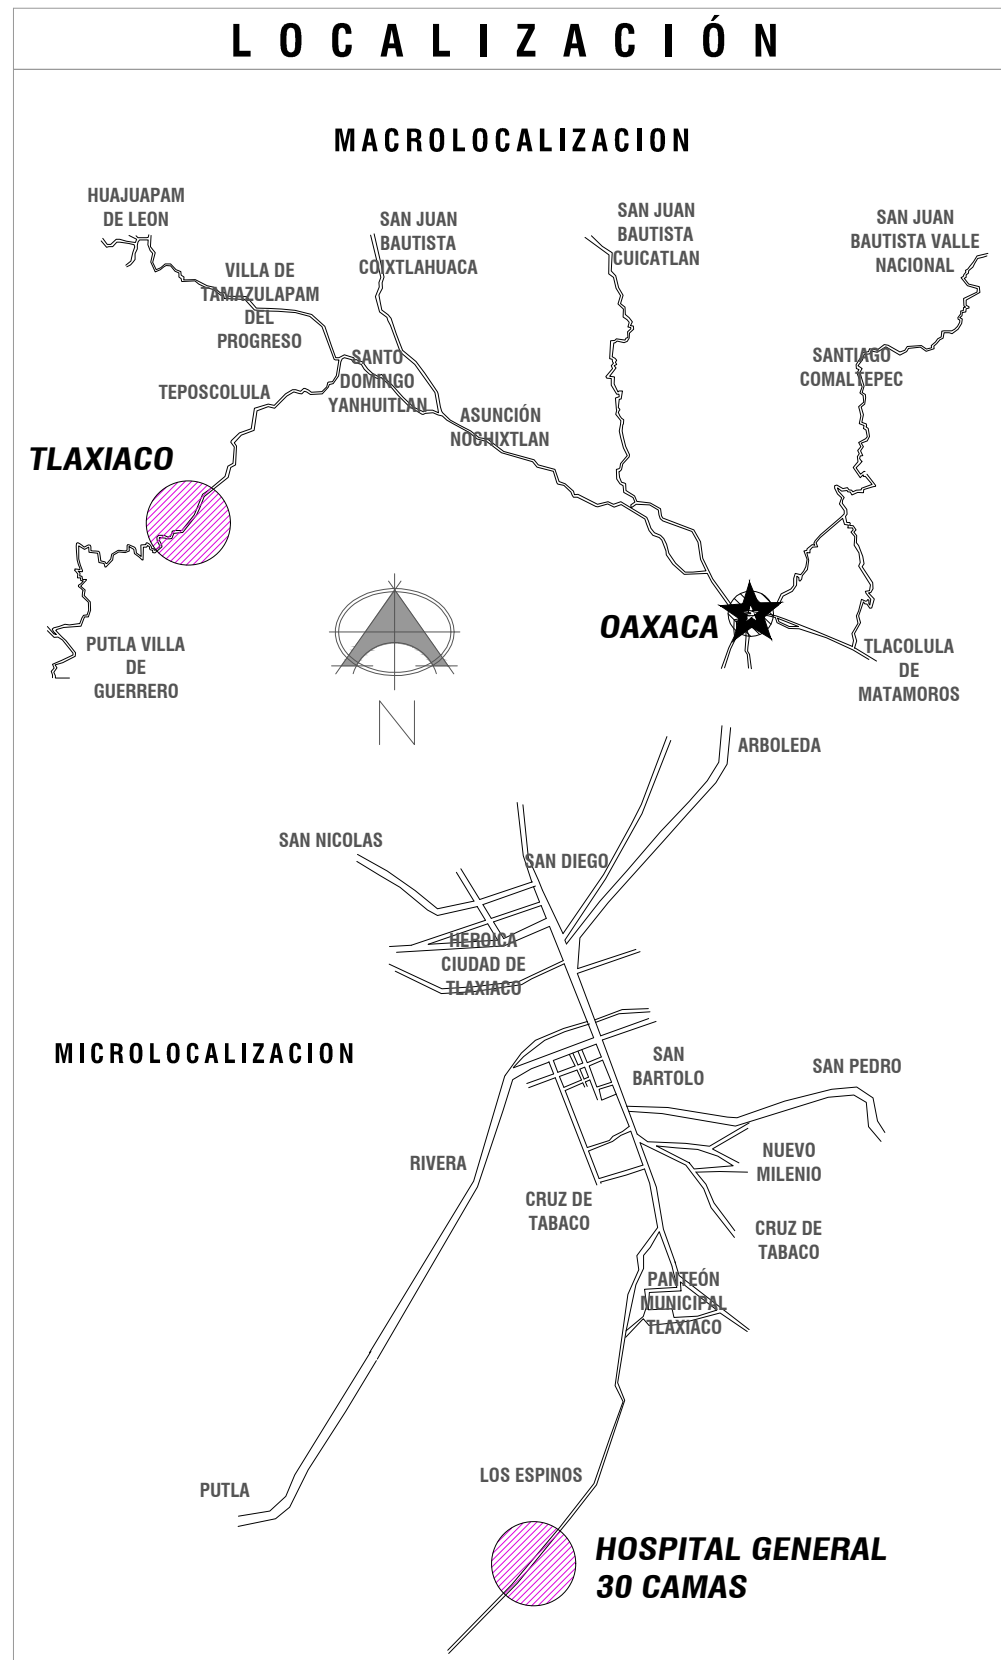 LOCALIZACIÓN
MACROLOCALIZACION
HUAJUAPAM
DE LEON
SAN JUAN
BAUTISTA
COIXTLAHUACA
SAN JUAN
BAUTISTA
CUICATLAN
SAN JUAN
BAUTISTA VALLE
NACIONAL
VILLA DE
TAMAZULAPAM
DEL
PROGRESO
SANTO
DOMINGO
YANHUITLAN
SANTIAGO
COMALTEPEC
TEPOSCOLULA
ASUNCIÓN
NOCHIXTLAN
TLAXIACO
OAXACA
PUTLA VILLA
DE
GUERRERO
TLACOLULA
DE
MATAMOROS
N
ARBOLEDA
SAN NICOLAS
SAN DIEGO
HEROICA
CIUDAD DE
TLAXIACO
MICROLOCALIZACION
SAN
BARTOLO
SAN PEDRO
RIVERA
NUEVO
MILENIO
CRUZ DE
TABACO
CRUZ DE
TABACO
PANTEÓN
MUNICIPAL
TLAXIACO
PUTLA
LOS ESPINOS
HOSPITAL GENERAL
30 CAMAS